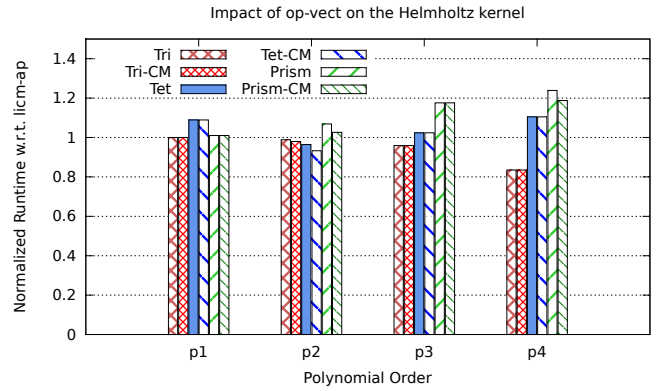 Impact of op-vect on the Helmholtz kernel
Normalized Runtime w.r.t. licm-ap
1.4
1.2
1
0.8
0.6
0.4
0.2
0
Tri
Tri-CM
Tet
Tet-CM
Prism
Prism-CM
p1 p2 p3 p4
Polynomial Order